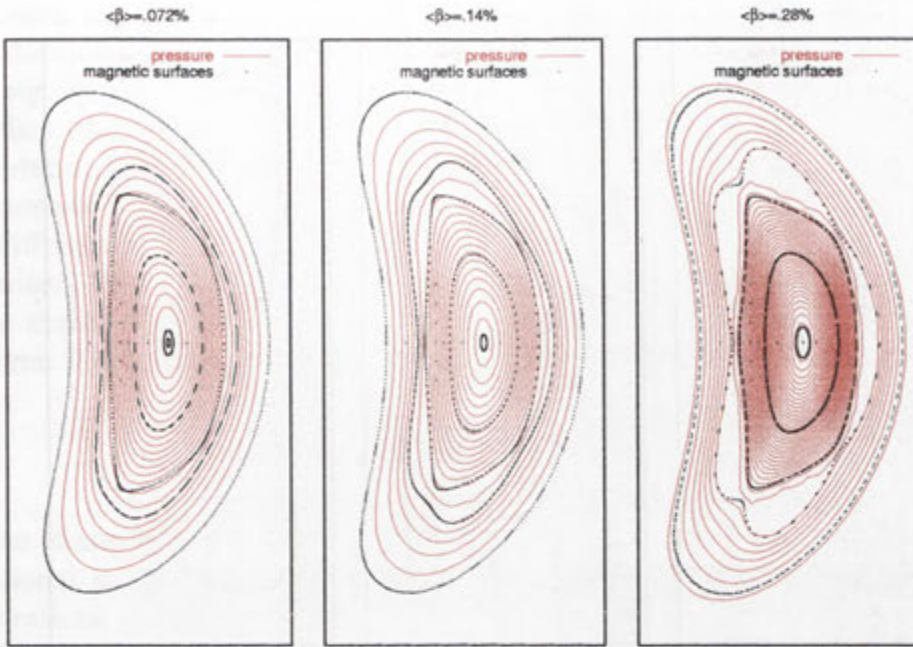 <β>=.072%
<β>=.14%
<β>=.28%
pressure
magnetic surfaces
pressure
magnetic surfaces
pressure
magnetic surfaces